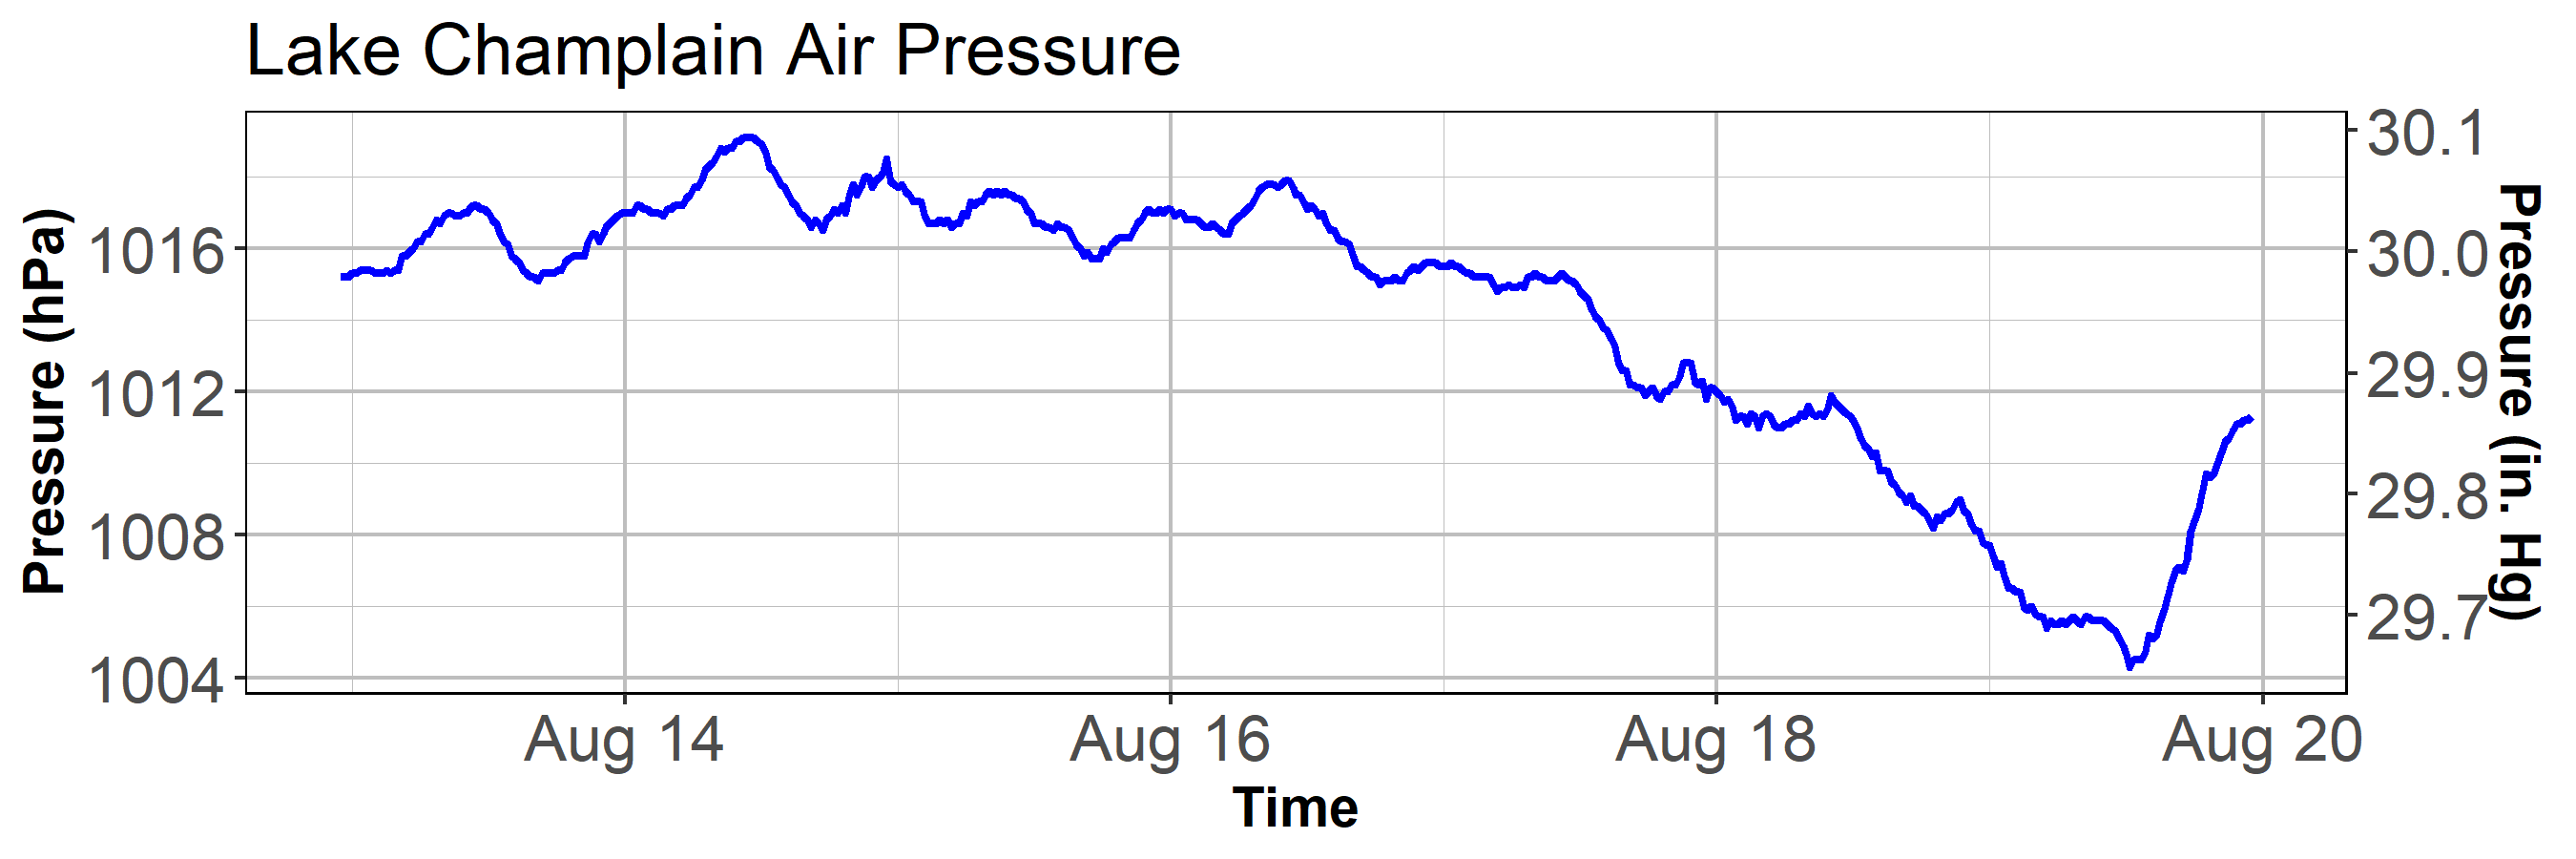 Lake Champlain Air Pressure
Pressure (hPa)
1016
1012
1008
1004
30.1
30.0
29.9
29.8
29.7
Pressure (in. Hg)
Aug 14
Aug 16
Aug 18
Aug 20
Time